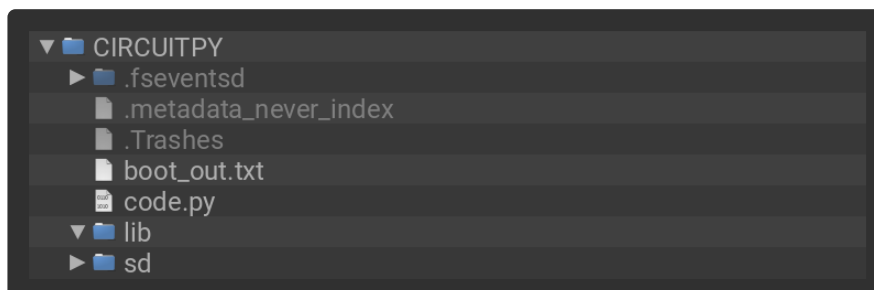 CIRCUITPY
.fseventsd
.metadata_never_index
.Trashes
boot_out.txt
code.py
lib
sd